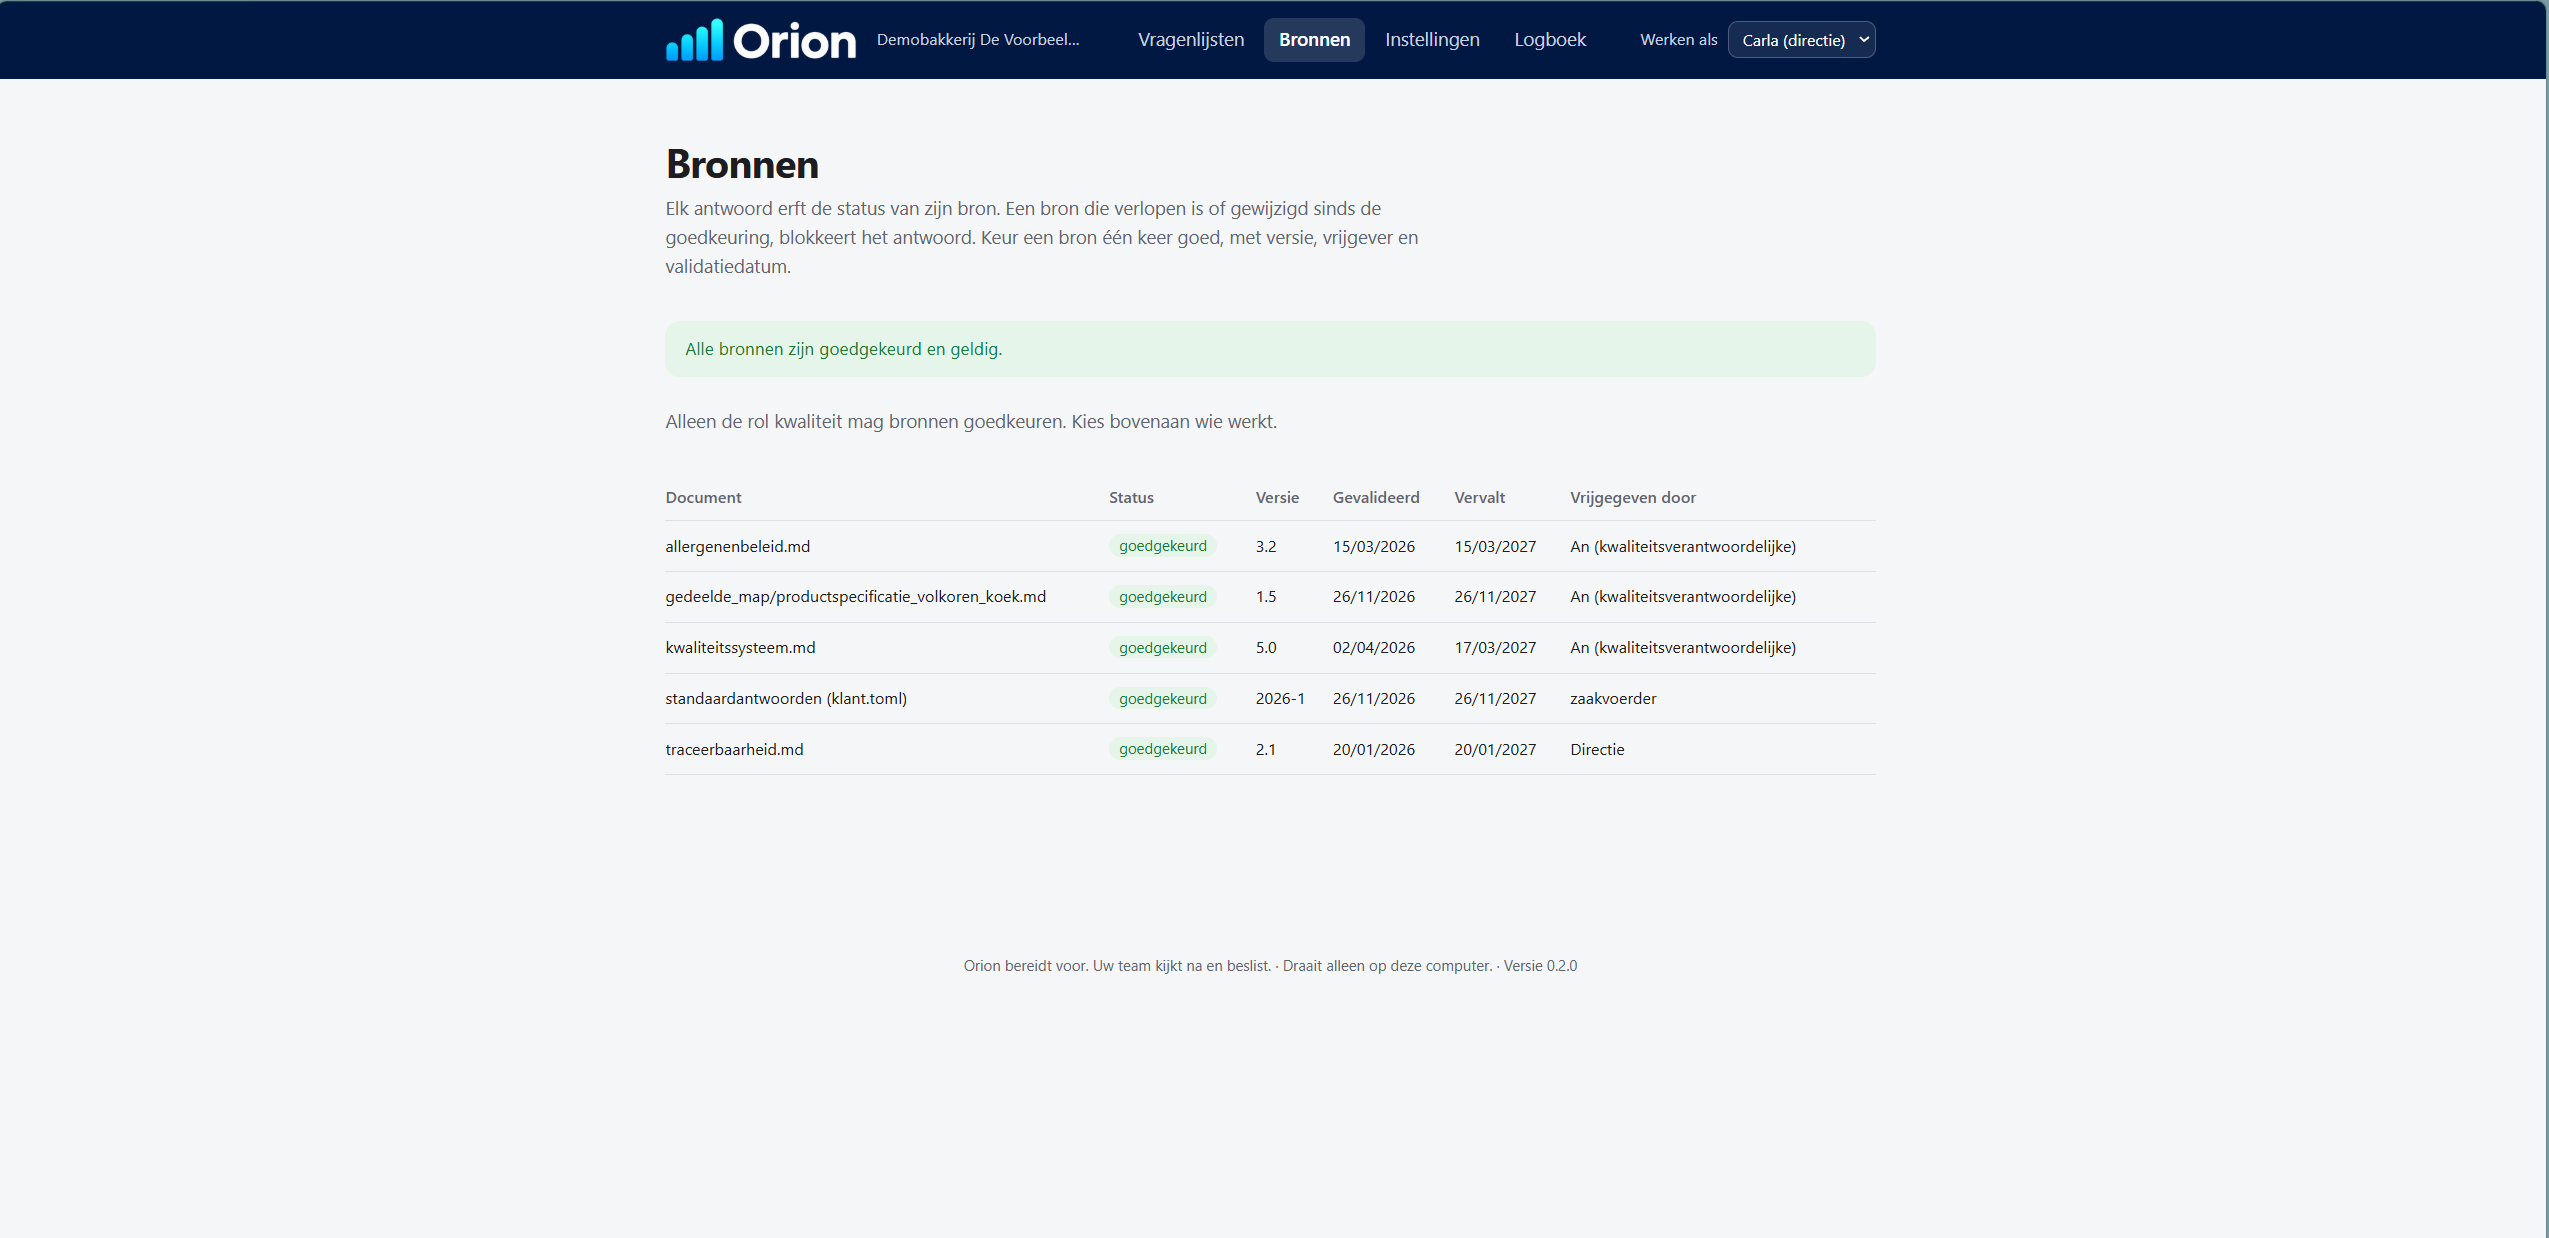 Orion Demobakkerij De Voorbeel... Vragenlijsten Bronnen Instellingen Logboek Werken als Carla (directie)
Bronnen
Elk antwoord erft de status van zijn bron. Een bron die verlopen is of gewijzigd sinds de
goedkeuring, blokkeert het antwoord. Keur een bron één keer goed, met versie, vrijgever en
validatiedatum.
Alle bronnen zijn goedgekeurd en geldig.
Alleen de rol kwaliteit mag bronnen goedkeuren. Kies bovenaan wie werkt.
Document Status Versie Gevalideerd Vervalt Vrijgegeven door
allergenenbeleid.md goedgekeurd 3.2 15/03/2026 15/03/2027 An (kwaliteitsverantwoordelijke)
gedeelde_map/productspecificatie_volkoren_koek.md goedgekeurd 1.5 26/11/2026 26/11/2027 An (kwaliteitsverantwoordelijke)
kwaliteitssysteem.md goedgekeurd 5.0 02/04/2026 17/03/2027 An (kwaliteitsverantwoordelijke)
standaardantwoorden (klant.toml) goedgekeurd 2026-1 26/11/2026 26/11/2027 zaakvoerder
traceerbaarheid.md goedgekeurd 2.1 20/01/2026 20/01/2027 Directie
Orion bereidt voor. Uw team kijkt na en beslist. · Draait alleen op deze computer. · Versie 0.2.0